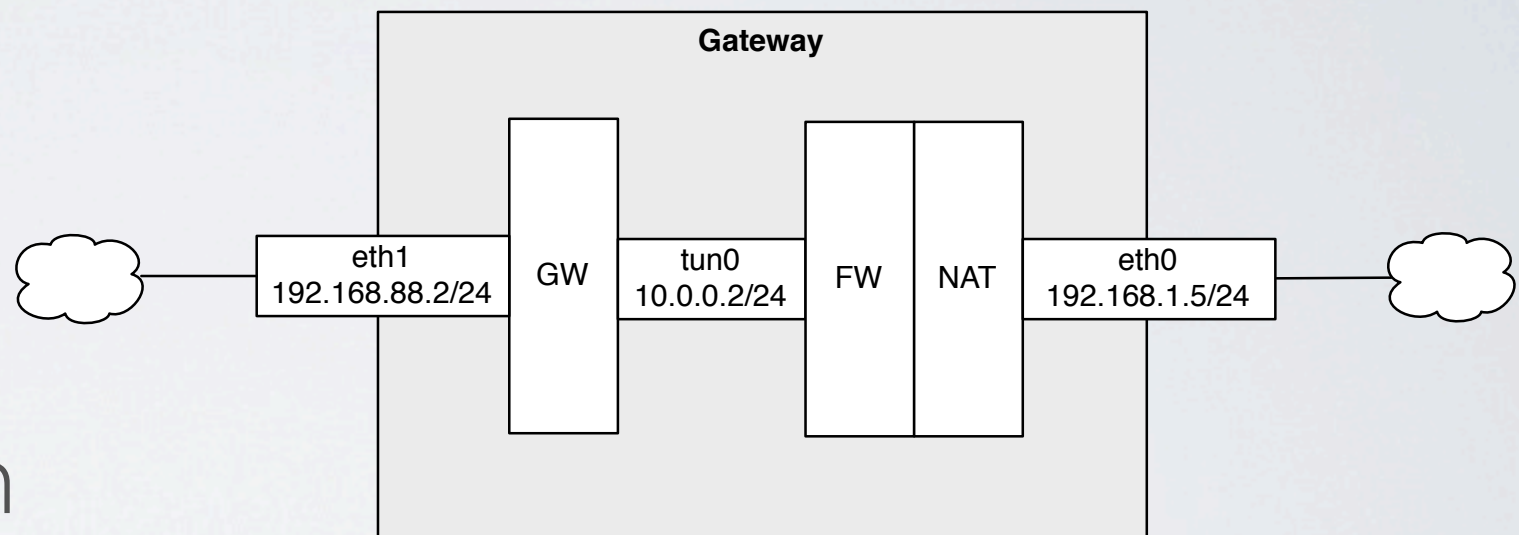 Gateway
eth1
192.168.88.2/24
GW
tun0
10.0.0.2/24
FW
NAT
eth0
192.168.1.5/24
n